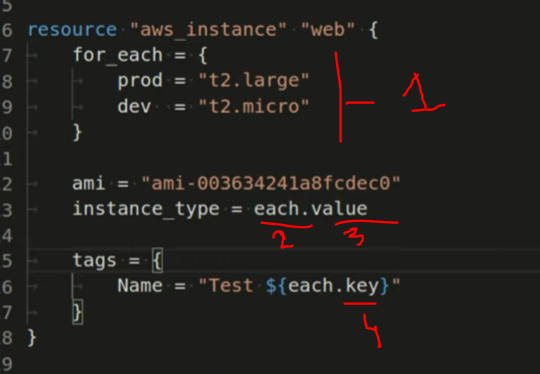 5
6 resource "aws_instance" "web" {
7 for_each = {
8 prod = "t2.large"
9 dev = "t2.micro"
0 }
1
1
2 ami = "ami-003634241a8fcdec0"
3 instance_type = each.value
2 3
4
5 tags = {
6 Name = "Test ${each.key}"
4
7 }
8 }
9